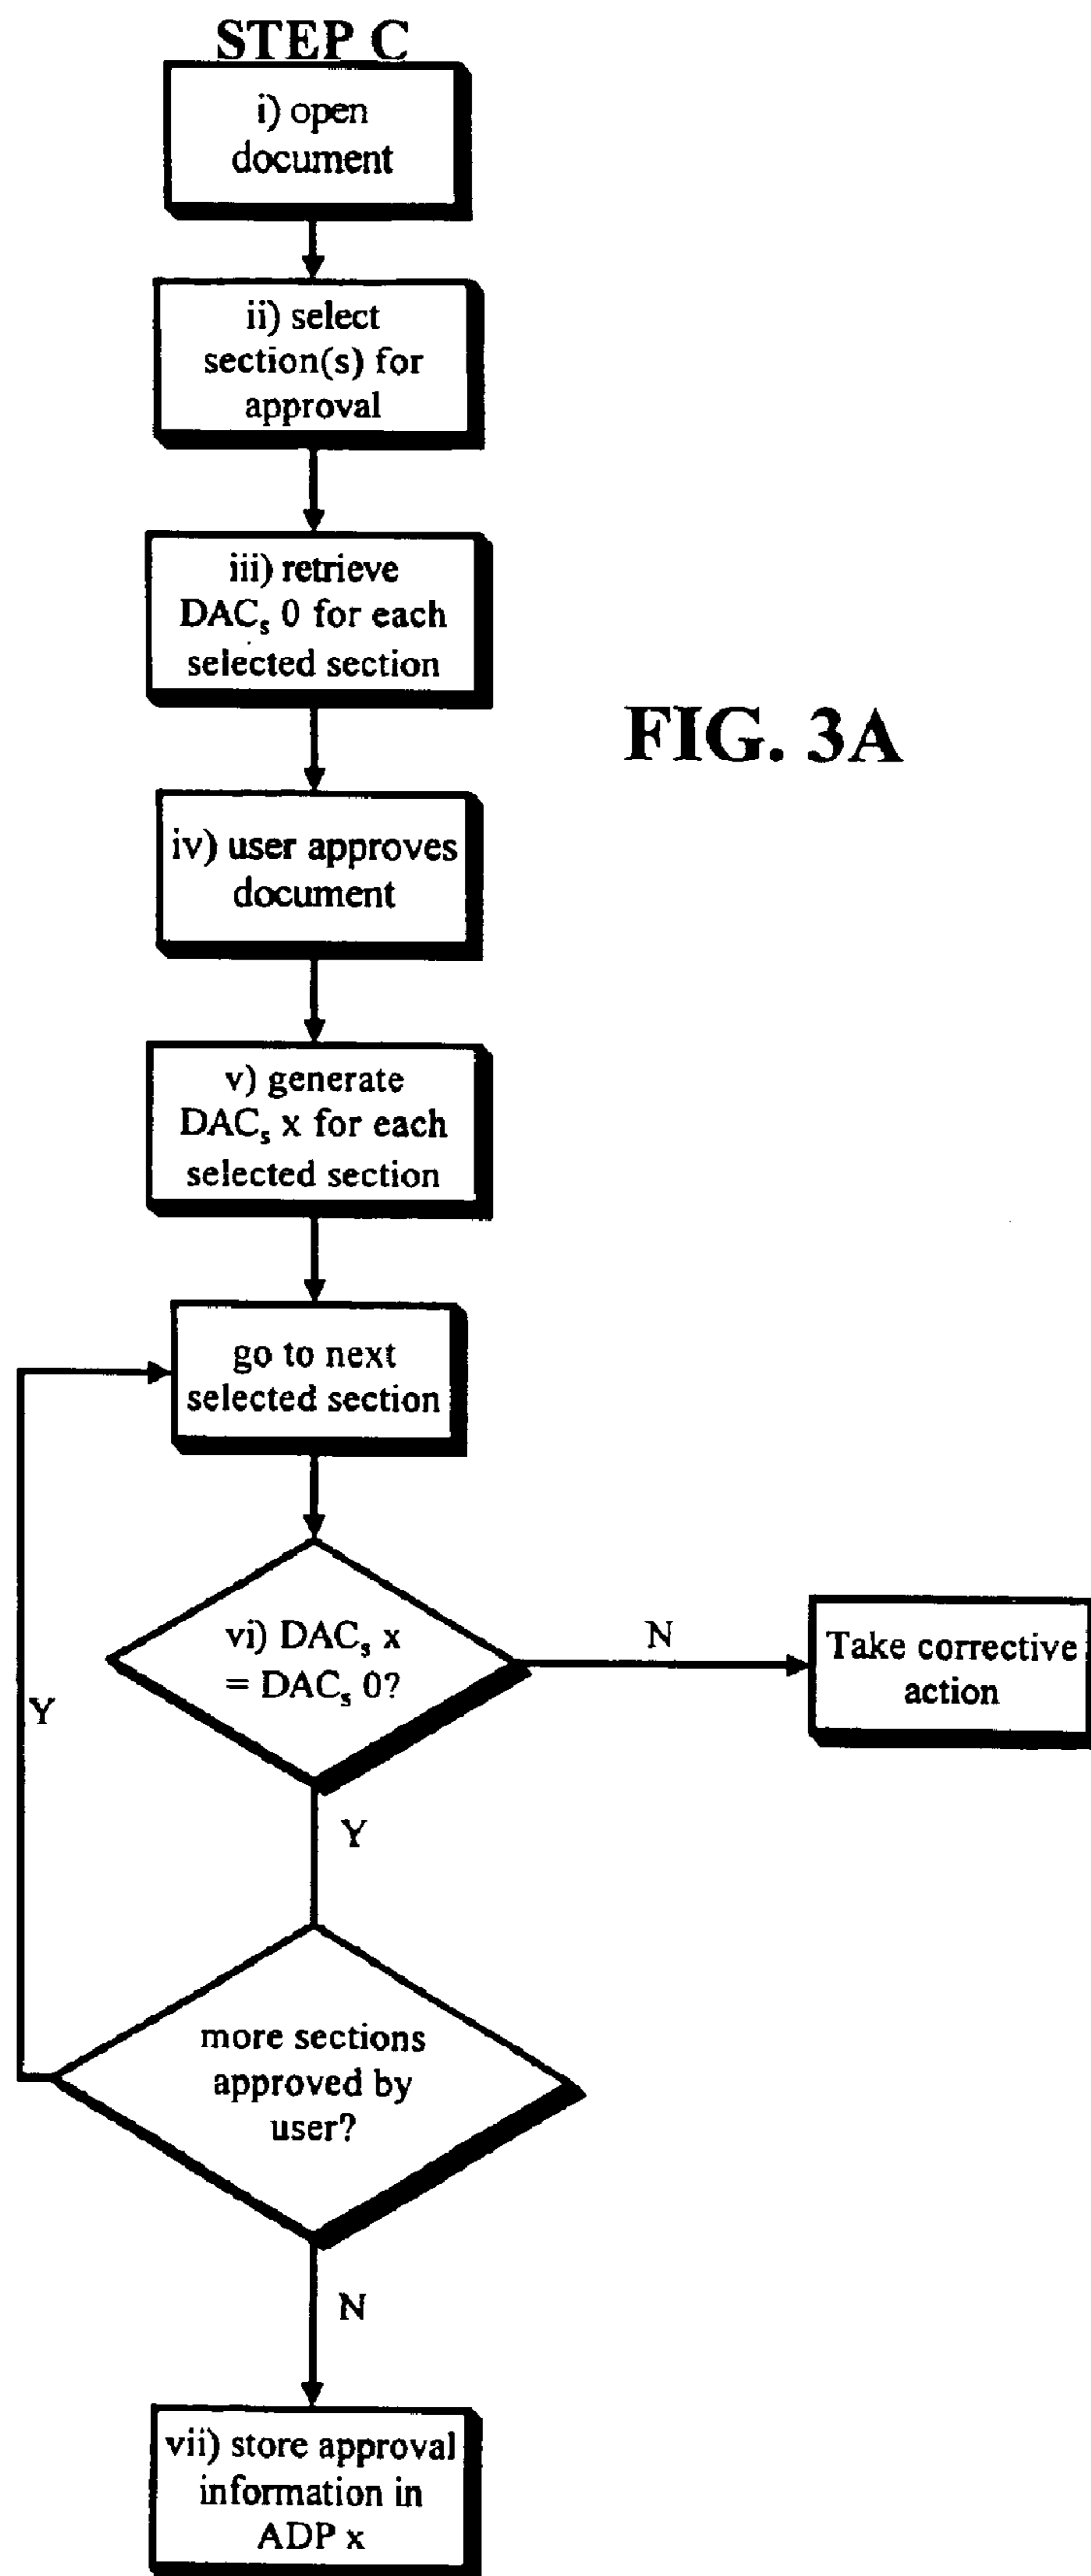 STEP C
i) open
document
ii) select
section(s) for
approval
iii) retrieve
DACs 0 for each
selected section
FIG. 3A
iv) user approves
document
v) generate
DACs x for each
selected section
go to next
selected section
vi) DACs x
= DACs 0?
N
Take corrective
action
Y
Y
more sections
approved by
user?
N
vii) store approval
information in
ADP x